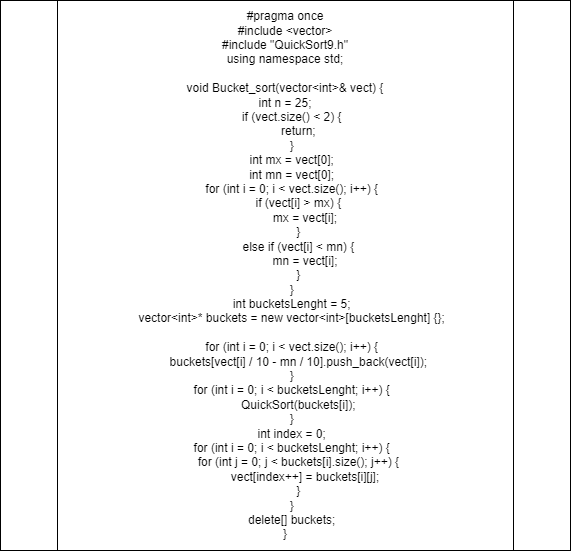 #pragma once
#include <vector>
#include "QuickSort9.h"
using namespace std;
void Bucket_sort(vector<int>& vect) {
int n = 25;
if (vect.size() < 2) {
return;
}
int mx = vect[0];
int mn = vect[0];
for (int i = 0; i < vect.size(); i++) {
if (vect[i] > mx) {
mx = vect[i];
}
else if (vect[i] < mn) {
mn = vect[i];
}
}
int bucketsLenght = 5;
vector<int>* buckets = new vector<int>[bucketsLenght] {};
for (int i = 0; i < vect.size(); i++) {
buckets[vect[i] / 10 - mn / 10].push_back(vect[i]);
}
for (int i = 0; i < bucketsLenght; i++) {
QuickSort(buckets[i]);
}
int index = 0;
for (int i = 0; i < bucketsLenght; i++) {
for (int j = 0; j < buckets[i].size(); j++) {
vect[index++] = buckets[i][j];
}
}
delete[] buckets;
}